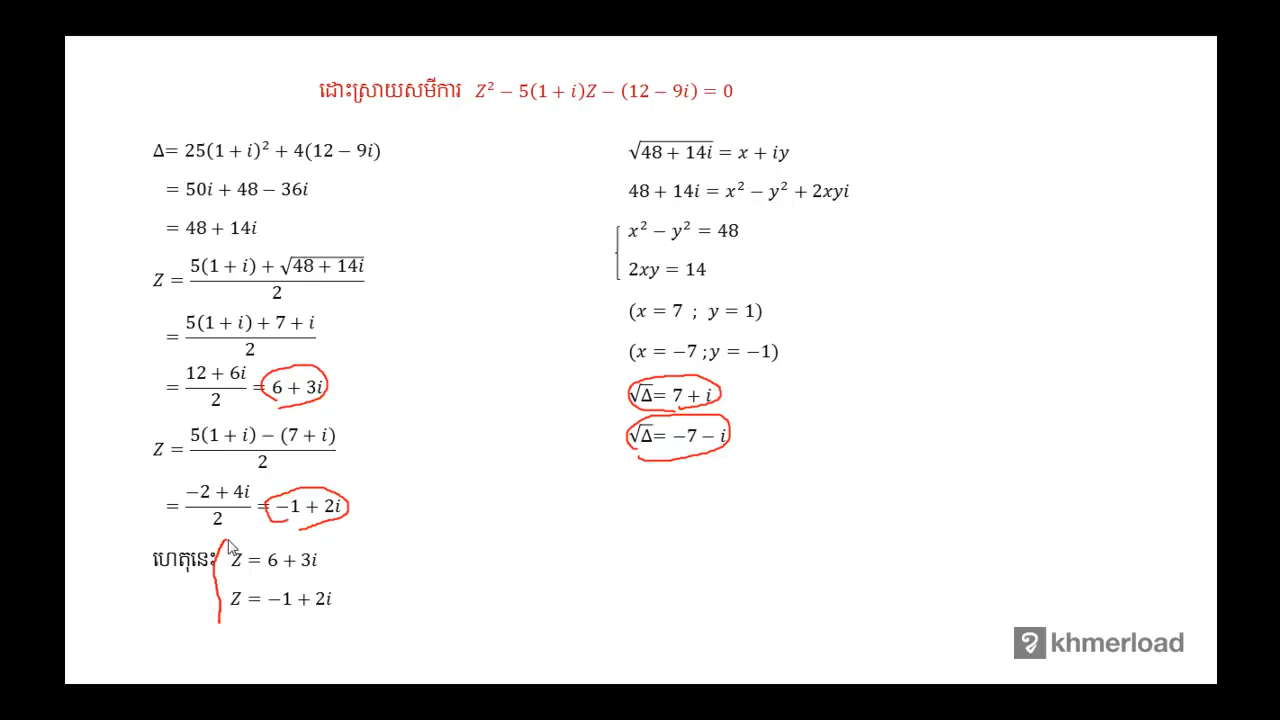 ដោះស្រាយសមីការ Z² − 5(1 + i)Z − (12 − 9i) = 0
Δ= 25(1 + i)² + 4(12 − 9i)
= 50i + 48 − 36i
= 48 + 14i
Z = (5(1 + i) + √(48 + 14i)) / 2
= (5(1 + i) + 7 + i) / 2
= (12 + 6i) / 2 = 6 + 3i
Z = (5(1 + i) − (7 + i)) / 2
= (−2 + 4i) / 2 = −1 + 2i
ហេតុនេះ Z = 6 + 3i
Z = −1 + 2i
√(48 + 14i) = x + iy
48 + 14i = x² − y² + 2xyi
x² − y² = 48
2xy = 14
(x = 7 ; y = 1)
(x = −7 ; y = −1)
√Δ= 7 + i
√Δ= −7 − i
khmerload